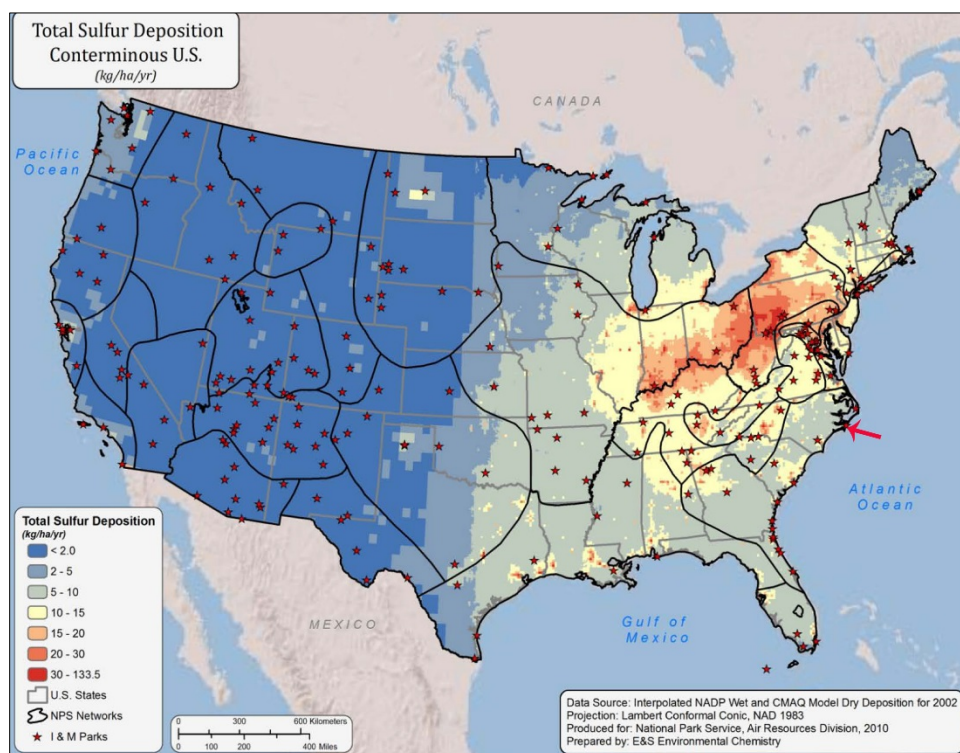 Total Sulfur Deposition
Conterminous U.S.
(kg/ha/yr)
CANADA
Pacific
Ocean
Atlantic
Ocean
Gulf of
Mexico
MEXICO
Total Sulfur Deposition
(kg/ha/yr)
< 2.0
2 - 5
5 - 10
10 - 15
15 - 20
20 - 30
30 - 133.5
U.S. States
NPS Networks
I & M Parks
0 300 600 Kilometers
0 100 200 400 Miles
Data Source: Interpolated NADP Wet and CMAQ Model Dry Deposition for 2002
Projection: Lambert Conformal Conic, NAD 1983
Produced for: National Park Service, Air Resources Division, 2010
Prepared by: E&S Environmental Chemistry